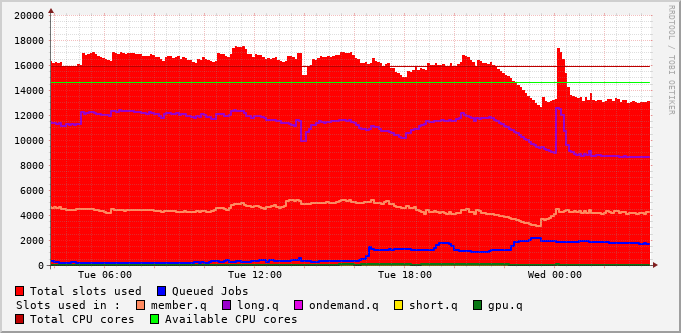 RRDTOOL / TOBI OETIKER
20000
18000
16000
14000
12000
10000
8000
6000
4000
2000
0
Tue 06:00 Tue 12:00 Tue 18:00 Wed 00:00
Total slots used Queued Jobs
Slots used in : member.q long.q ondemand.q short.q gpu.q
Total CPU cores Available CPU cores